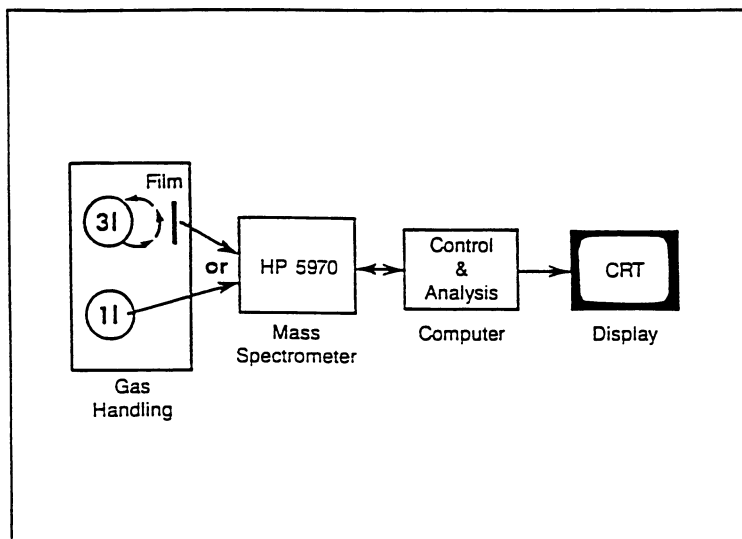 Film
3l
or
1l
HP 5970
Control
&
Analysis
CRT
Mass
Spectrometer
Computer
Display
Gas
Handling